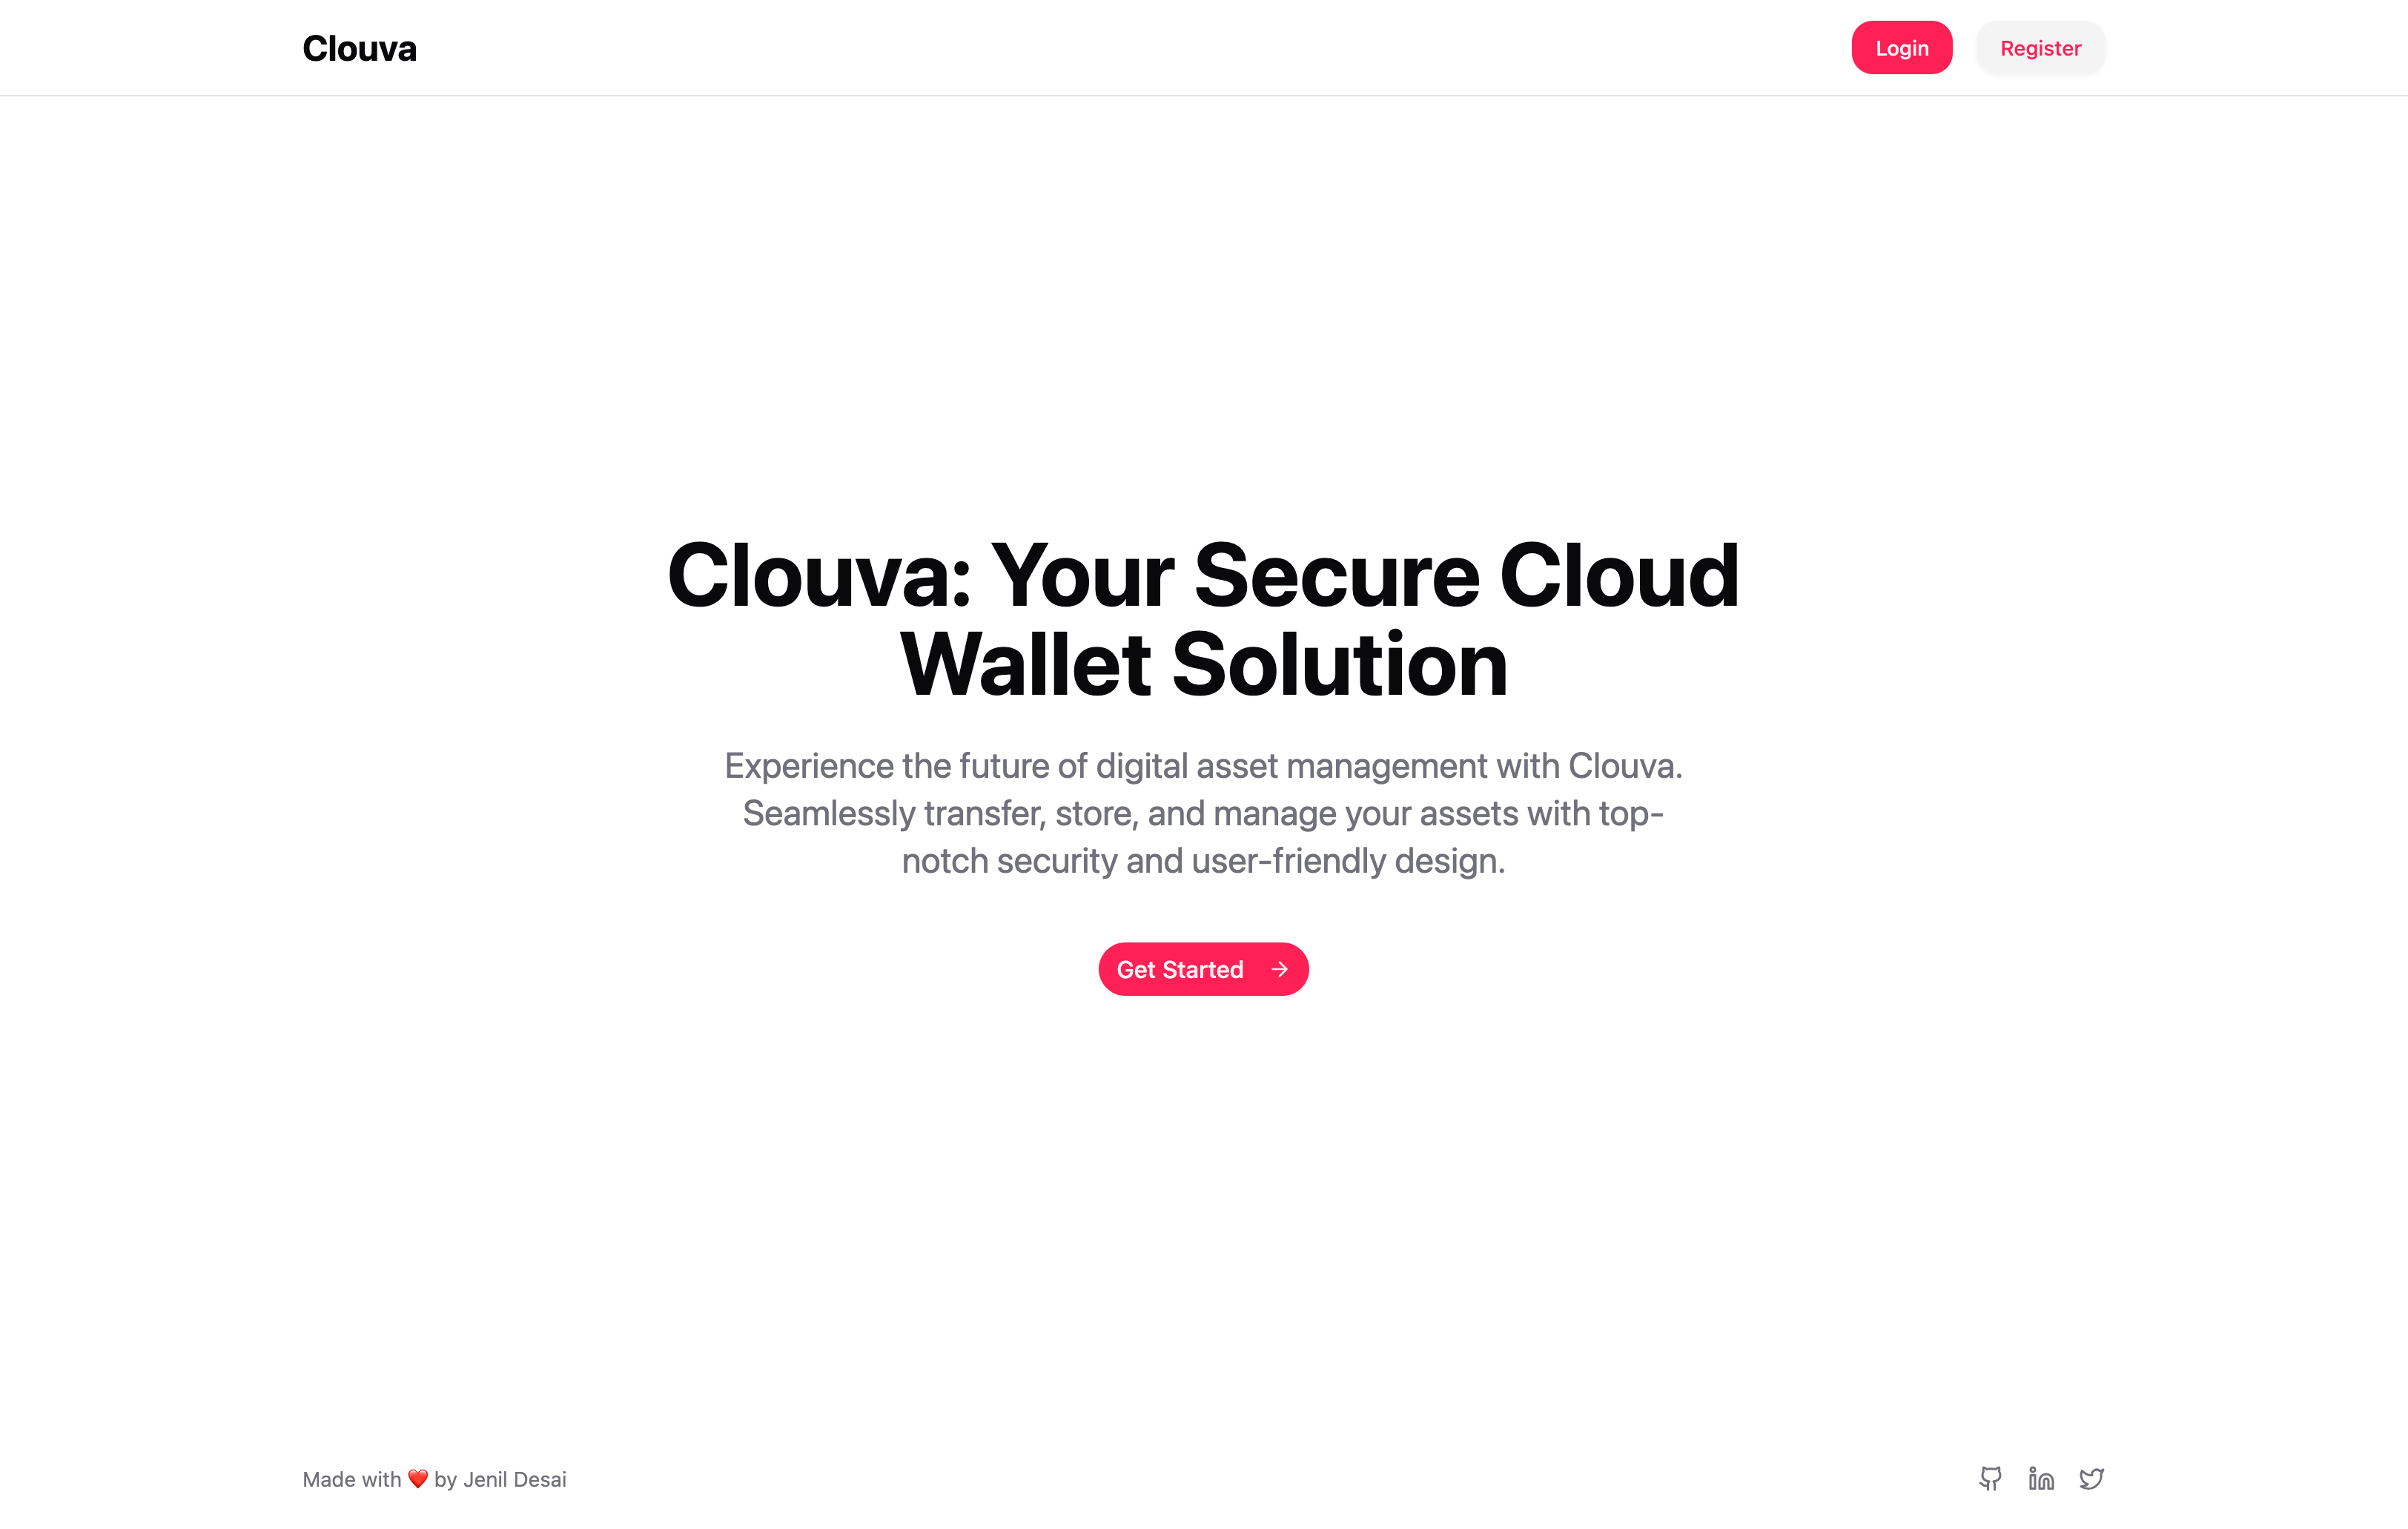 Clouva
Login
Register
Clouva: Your Secure Cloud
Wallet Solution
Experience the future of digital asset management with Clouva.
Seamlessly transfer, store, and manage your assets with top-
notch security and user-friendly design.
Get Started
Made with ❤️ by Jenil Desai